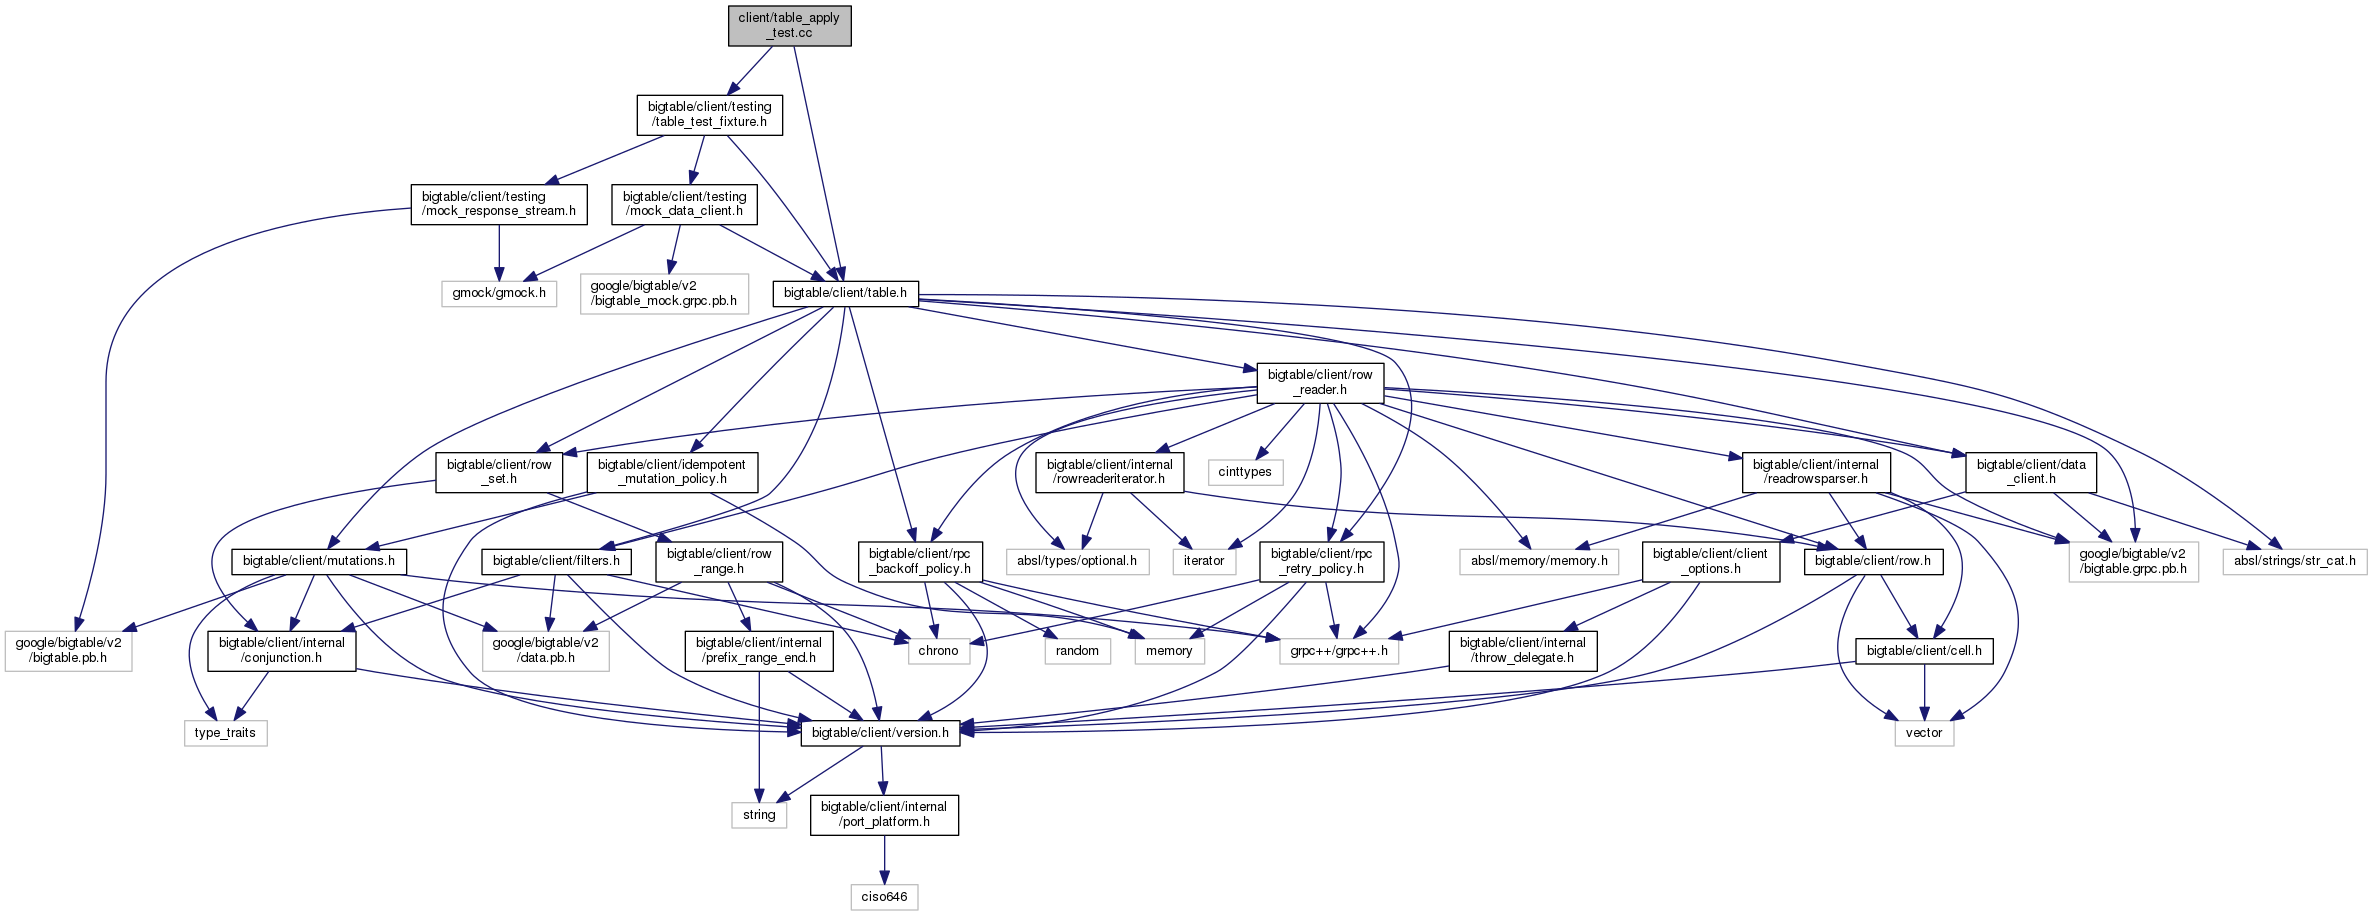 client/table_apply
_test.cc
bigtable/client/testing
/table_test_fixture.h
bigtable/client/testing
/mock_response_stream.h
bigtable/client/testing
/mock_data_client.h
gmock/gmock.h
google/bigtable/v2
/bigtable_mock.grpc.pb.h
bigtable/client/table.h
bigtable/client/row
_reader.h
bigtable/client/row
_set.h
bigtable/client/idempotent
_mutation_policy.h
bigtable/client/internal
/rowreaderiterator.h
cinttypes
bigtable/client/internal
/readrowsparser.h
bigtable/client/data
_client.h
bigtable/client/mutations.h
bigtable/client/filters.h
bigtable/client/row
_range.h
bigtable/client/rpc
_backoff_policy.h
absl/types/optional.h
iterator
bigtable/client/rpc
_retry_policy.h
absl/memory/memory.h
bigtable/client/client
_options.h
bigtable/client/row.h
google/bigtable/v2
/bigtable.grpc.pb.h
absl/strings/str_cat.h
google/bigtable/v2
/bigtable.pb.h
bigtable/client/internal
/conjunction.h
google/bigtable/v2
/data.pb.h
bigtable/client/internal
/prefix_range_end.h
chrono
random
memory
grpc++/grpc++.h
bigtable/client/internal
/throw_delegate.h
bigtable/client/cell.h
type_traits
bigtable/client/version.h
vector
string
bigtable/client/internal
/port_platform.h
ciso646